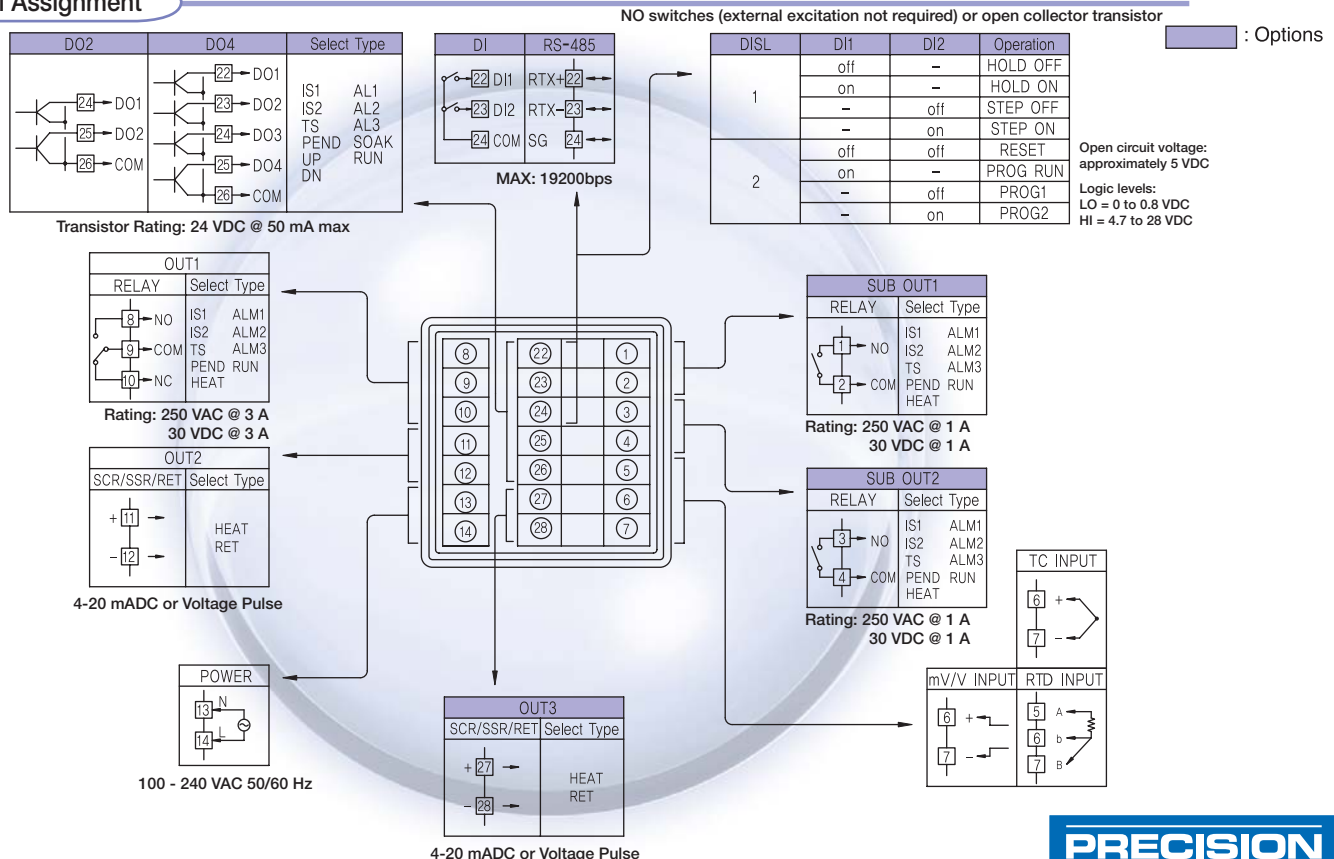 Assignment
NO switches (external excitation not required) or open collector transistor
: Options
DO2 DO4 Select Type
24 DO1
25 DO2
26 COM
22 DO1
23 DO2
24 DO3
25 DO4
26 COM
IS1 AL1
IS2 AL2
TS AL3
PEND SOAK
UP RUN
DN
Transistor Rating: 24 VDC @ 50 mA max
DI RS-485
22 DI1 RTX+ 22
23 DI2 RTX- 23
24 COM SG 24
MAX: 19200bps
DISL DI1 DI2 Operation
1
off – HOLD OFF
on – HOLD ON
– off STEP OFF
– on STEP ON
2
off off RESET
on – PROG RUN
– off PROG1
– on PROG2
Open circuit voltage:
approximately 5 VDC
Logic levels:
LO = 0 to 0.8 VDC
HI = 4.7 to 28 VDC
OUT1
RELAY Select Type
8 NO
9 COM
10 NC
IS1 ALM1
IS2 ALM2
TS ALM3
PEND RUN
HEAT
Rating: 250 VAC @ 3 A
30 VDC @ 3 A
OUT2
SCR/SSR/RET Select Type
+ 11
- 12
HEAT
RET
4-20 mADC or Voltage Pulse
8 22 1
9 23 2
10 24 3
11 25 4
12 26 5
13 27 6
14 28 7
SUB OUT1
RELAY Select Type
1 NO
2 COM
IS1 ALM1
IS2 ALM2
TS ALM3
PEND RUN
HEAT
Rating: 250 VAC @ 1 A
30 VDC @ 1 A
SUB OUT2
RELAY Select Type
3 NO
4 COM
IS1 ALM1
IS2 ALM2
TS ALM3
PEND RUN
HEAT
Rating: 250 VAC @ 1 A
30 VDC @ 1 A
POWER
13 N
14 L
100 - 240 VAC 50/60 Hz
OUT3
SCR/SSR/RET Select Type
+ 27
- 28
HEAT
RET
4-20 mADC or Voltage Pulse
TC INPUT
6 +
7 -
mV/V INPUT RTD INPUT
6 +
7 -
5 A
6 b
7 B
PRECISION